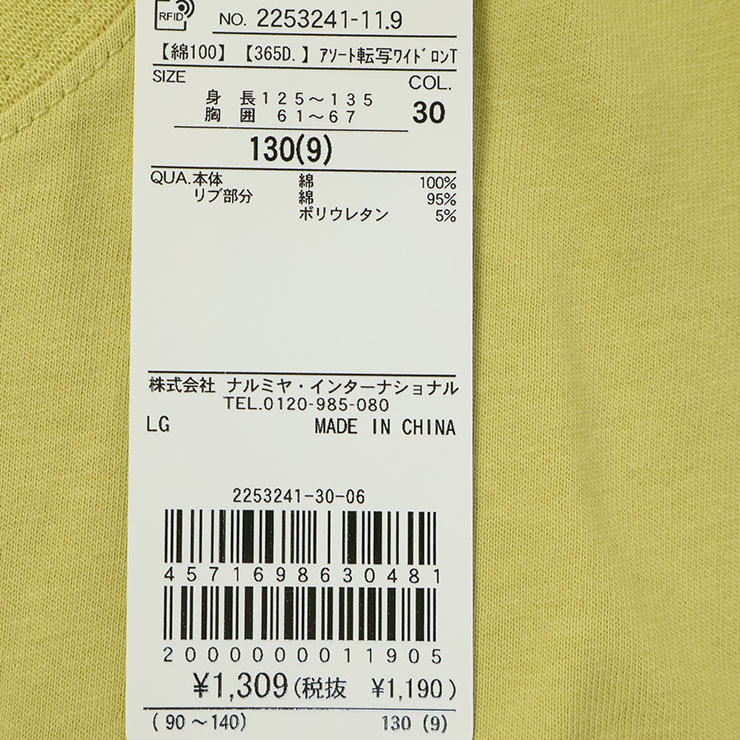 RFID
NO. 2253241-11.9
【綿100】【365D.】アソート転写ワイドロンT
SIZE COL.
身長125～135
胸囲 61～67 30
130(9)
QUA.本体 綿 100%
リブ部分 綿 95%
ポリウレタン 5%
株式会社 ナルミヤ・インターナショナル
TEL.0120-985-080
LG MADE IN CHINA
2253241-30-06
4571698630481
2000000011905
¥1,309(税抜 ¥1,190)
(90～140) 130 (9)